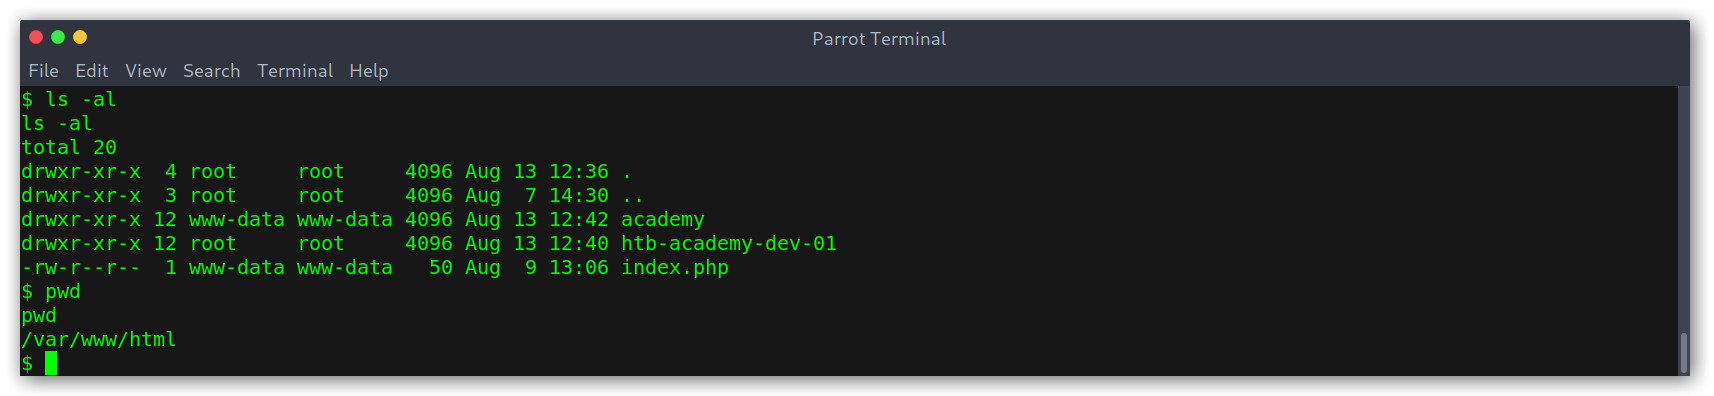 Parrot Terminal
File Edit View Search Terminal Help
$ ls -al
ls -al
total 20
drwxr-xr-x  4 root     root     4096 Aug 13 12:36 .
drwxr-xr-x  3 root     root     4096 Aug  7 14:30 ..
drwxr-xr-x 12 www-data www-data 4096 Aug 13 12:42 academy
drwxr-xr-x 12 root     root     4096 Aug 13 12:40 htb-academy-dev-01
-rw-r--r--  1 www-data www-data   50 Aug  9 13:06 index.php
$ pwd
pwd
/var/www/html
$